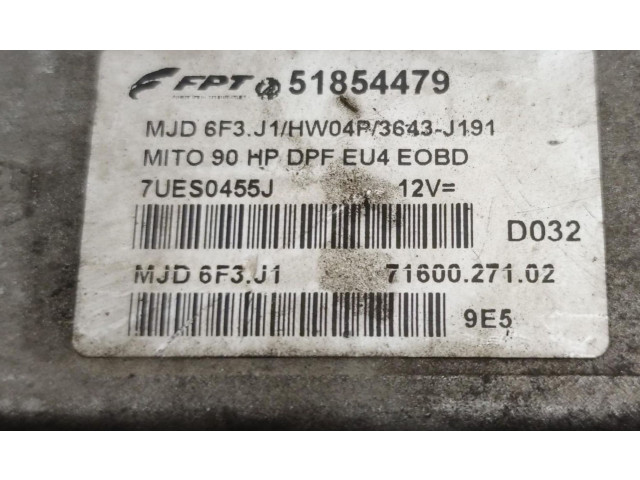 FPT 51854479
MJD 6F3.J1/HW04P/3643-J191
MITO 90 HP DPF EU4 EOBD
7UES0455J 12V=
D032
MJD 6F3.J1 71600.271.02
9E5